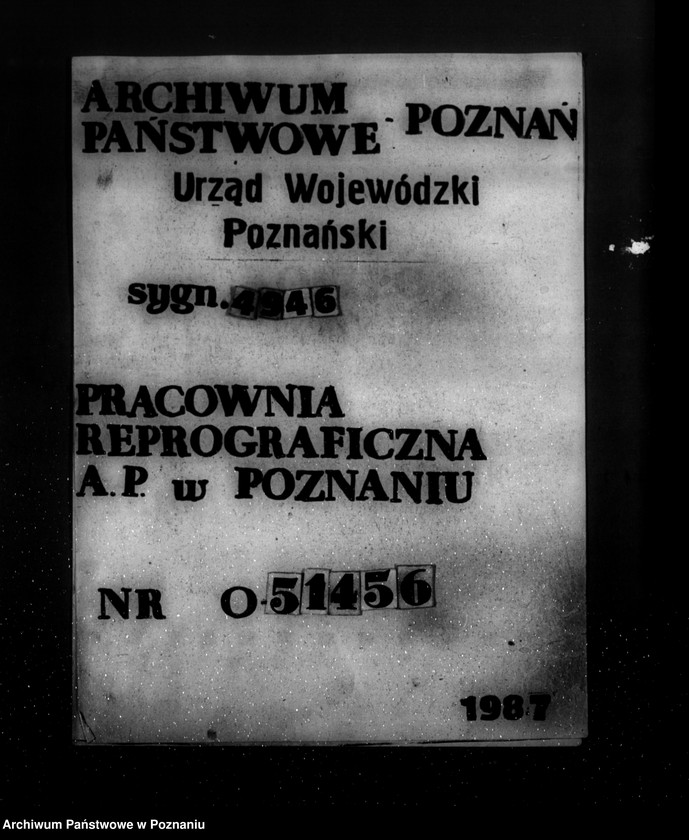 ARCHIWUM
PAŃSTWOWE - POZNAŃ
Urząd Wojewódzki
Poznański
sygn. 4946
PRACOWNIA
REPROGRAFICZNA
A.P. w POZNANIU
NR O-51456
1987
Archiwum Państwowe w Poznaniu